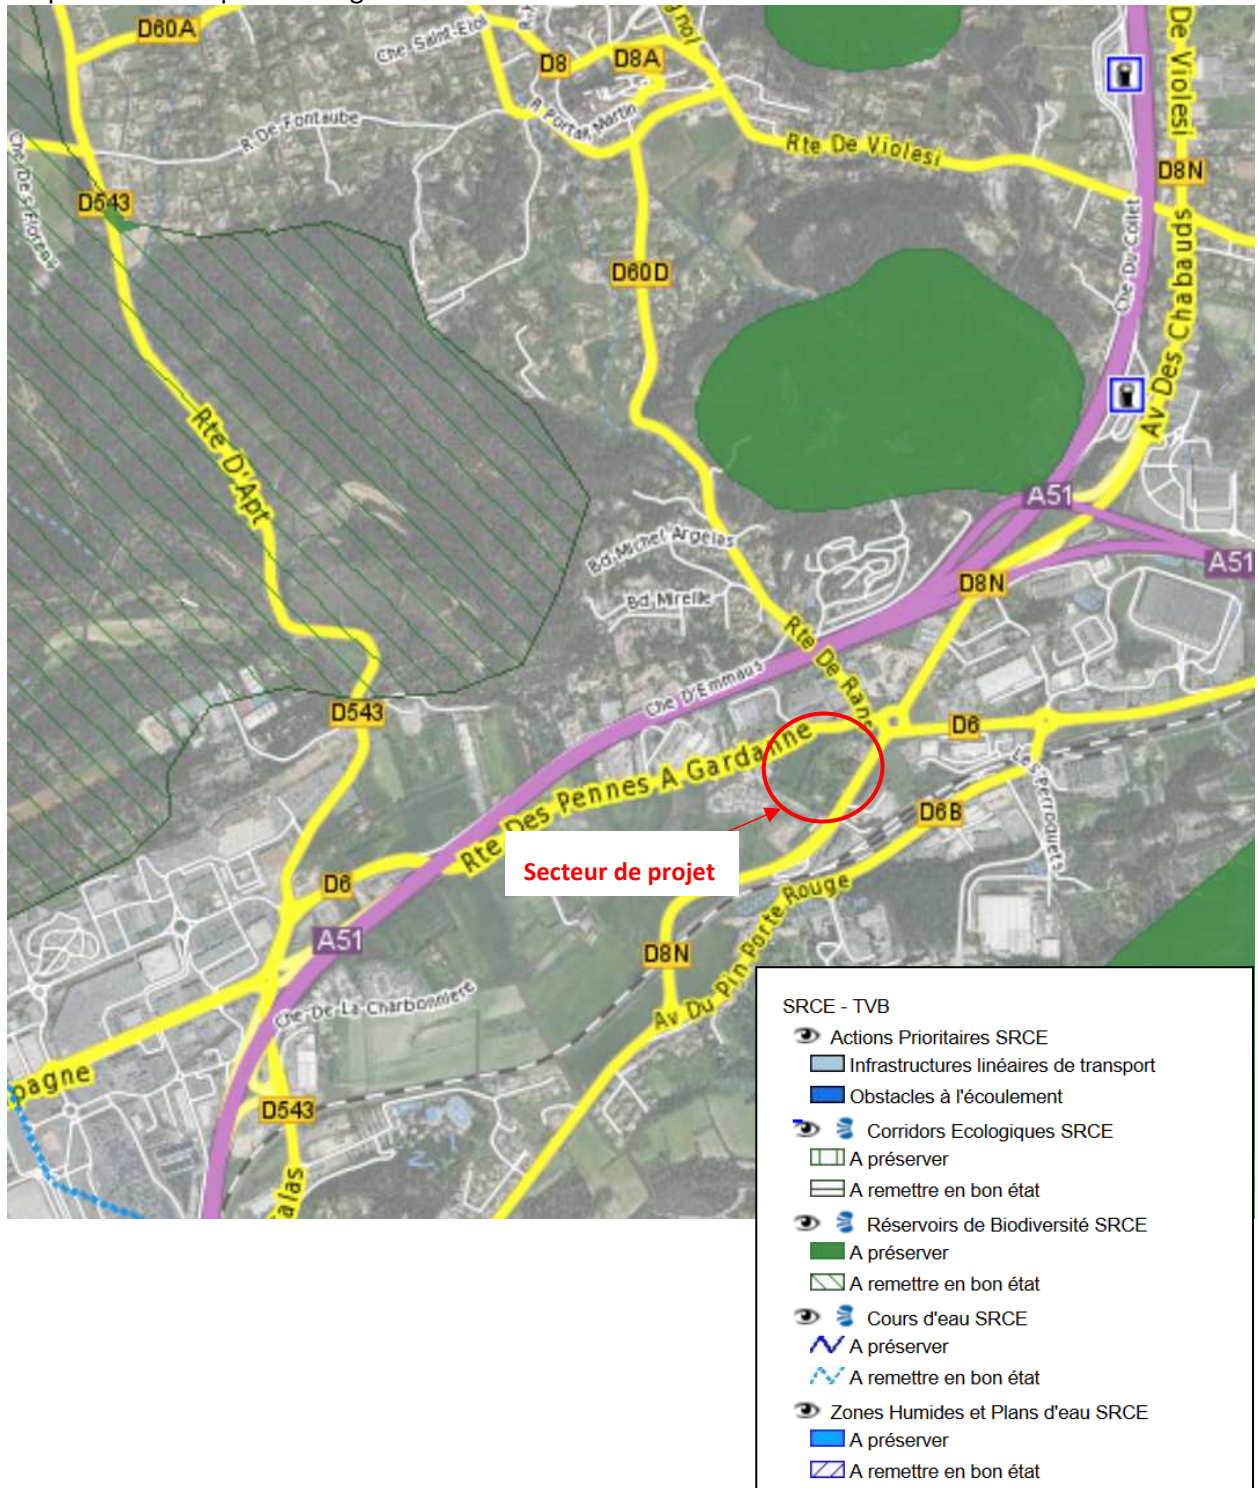 D60A
Che Saint-Eloi
D8
D8A
De Violesi
R. De Fontaube
R. Portail Martin
Rte De Violesi
D8N
D543
Che Du Collet
D60D
Av Des Chabauds
Rte D'Apt
A51
Bd Michel Argelas
A51
D8N
Bd Mireille
Rte De Ranc
Che D'Emmaus
D543
D6
Rte Des Pennes A Gardanne
Les Perroquets
D6B
Secteur de projet
D6
Av Du Pin Porte Rouge
A51
D8N
Che De La Charbonniere
pagne
D543
alas
SRCE - TVB
Actions Prioritaires SRCE
Infrastructures linéaires de transport
Obstacles à l'écoulement
Corridors Ecologiques SRCE
A préserver
A remettre en bon état
Réservoirs de Biodiversité SRCE
A préserver
A remettre en bon état
Cours d'eau SRCE
A préserver
A remettre en bon état
Zones Humides et Plans d'eau SRCE
A préserver
A remettre en bon état